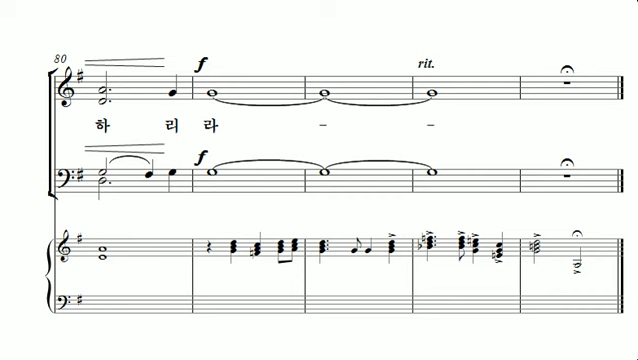 80
f
rit.
하 리 라 - -
f